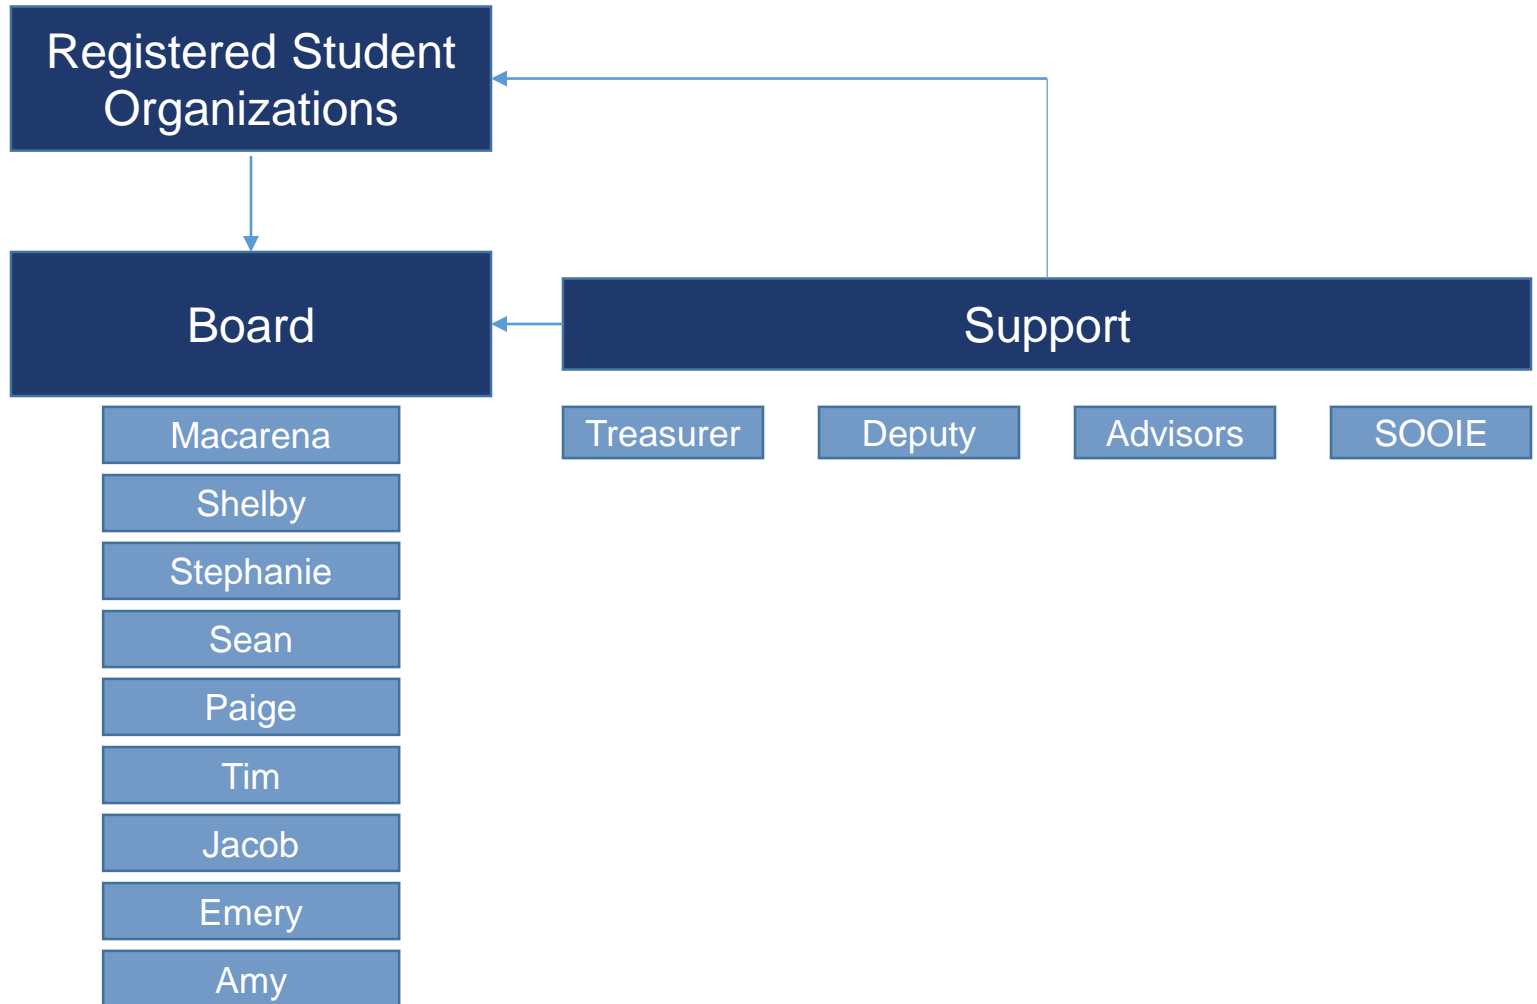 Registered Student
Organizations
Board
Support
Macarena
Treasurer
Deputy
Advisors
SOOIE
Shelby
Stephanie
Sean
Paige
Tim
Jacob
Emery
Amy